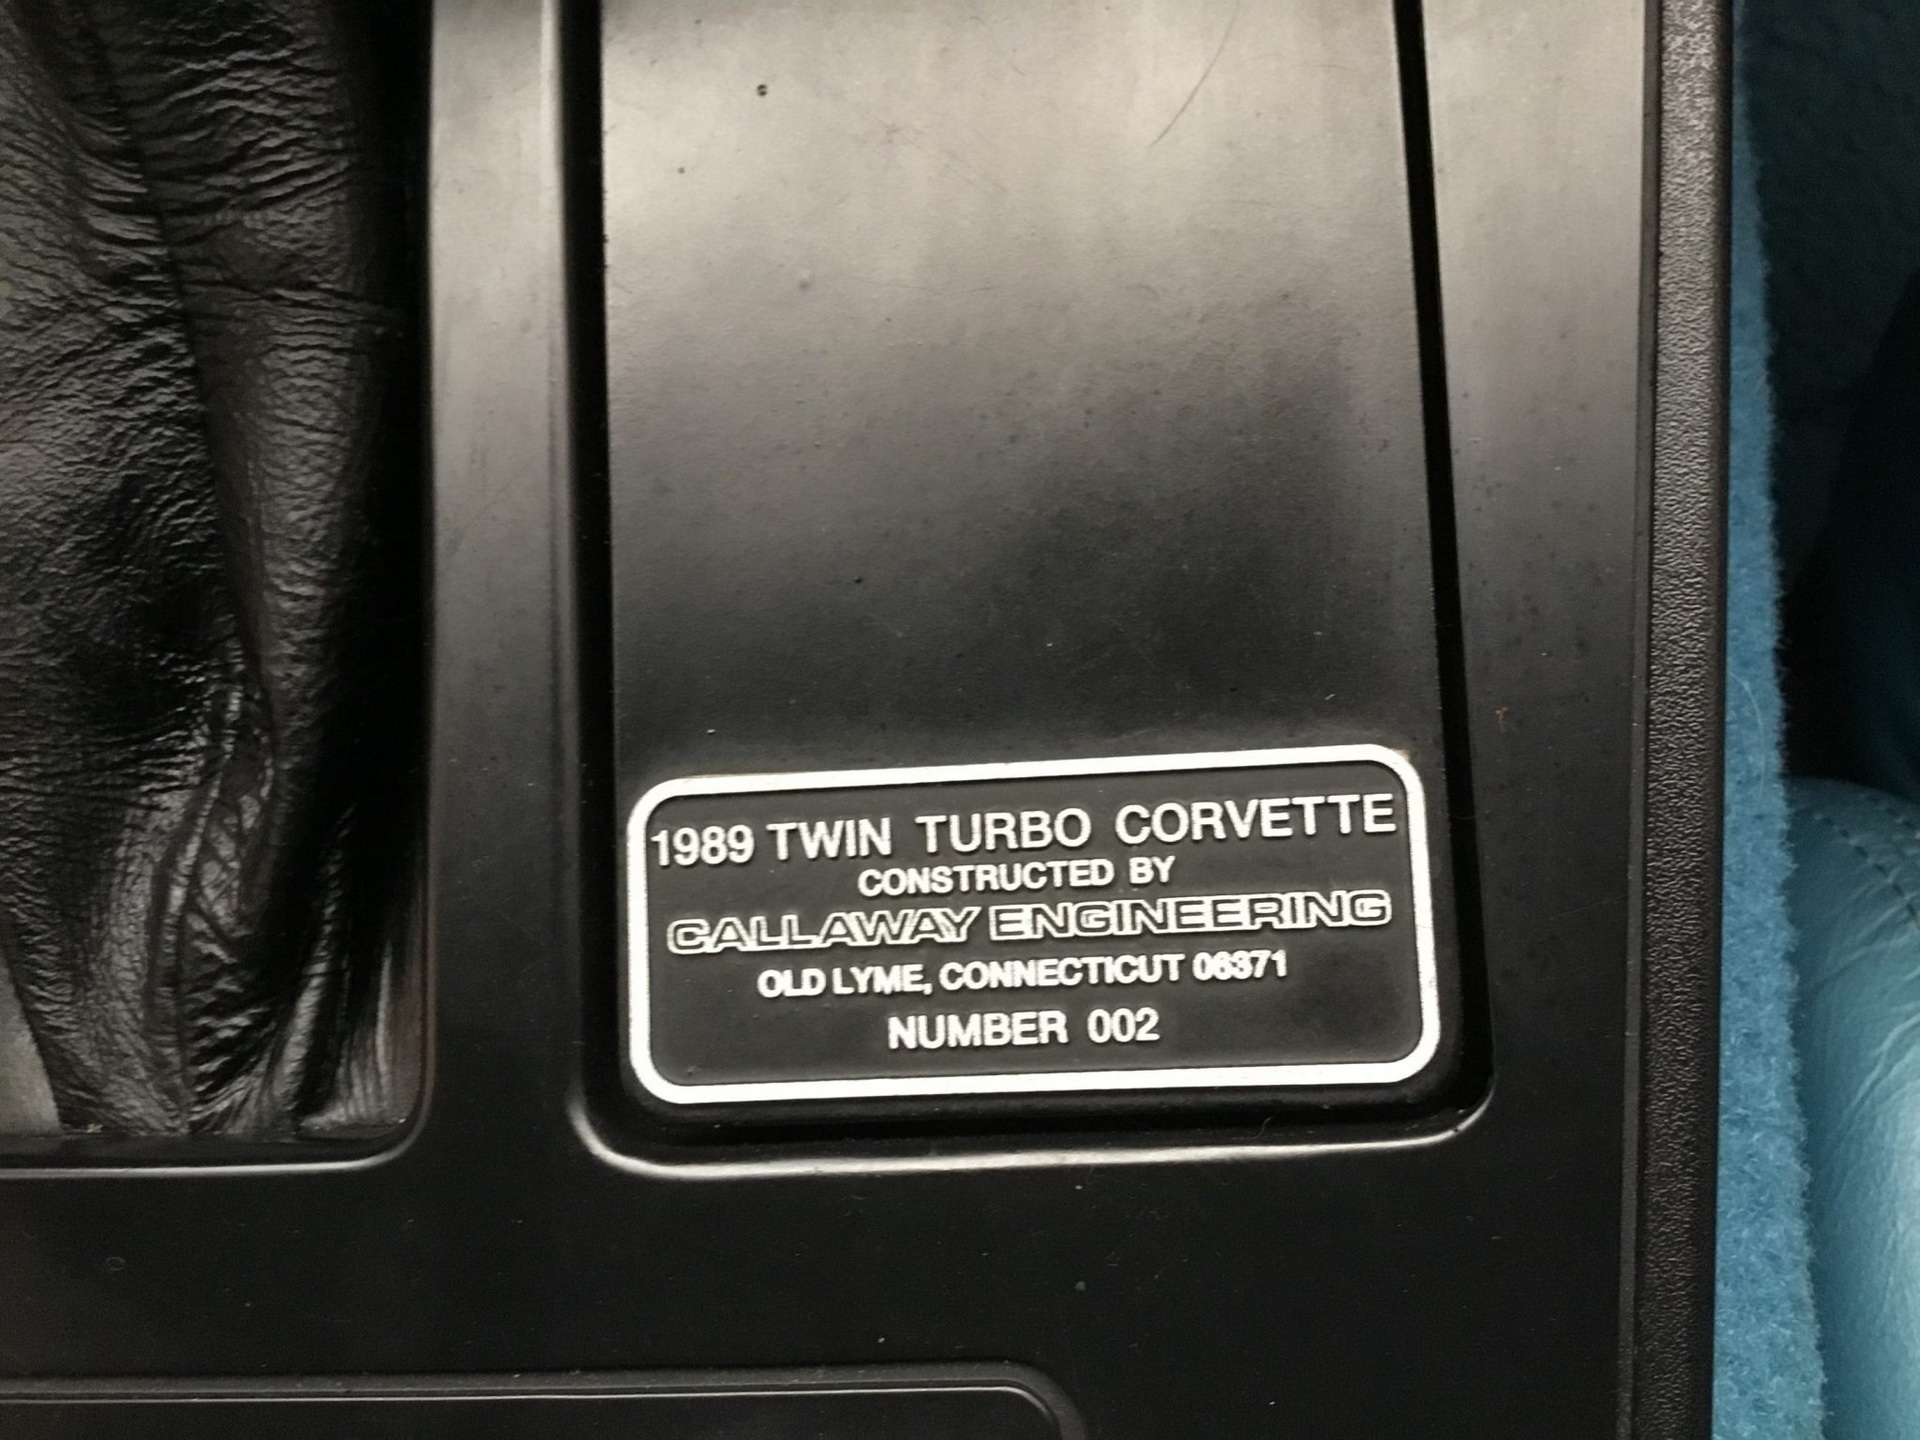 1989 TWIN TURBO CORVETTE
CONSTRUCTED BY
CALLAWAY ENGINEERING
OLD LYME, CONNECTICUT 06371
NUMBER 002